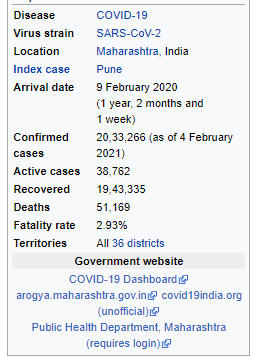 Disease COVID-19
Virus strain SARS-CoV-2
Location Maharashtra, India
Index case Pune
Arrival date 9 February 2020
(1 year, 2 months and
1 week)
Confirmed 20,33,266 (as of 4 February
cases 2021)
Active cases 38,762
Recovered 19,43,335
Deaths 51,169
Fatality rate 2.93%
Territories All 36 districts
Government website
COVID-19 Dashboard
arogya.maharashtra.gov.in covid19india.org
(unofficial)
Public Health Department, Maharashtra
(requires login)